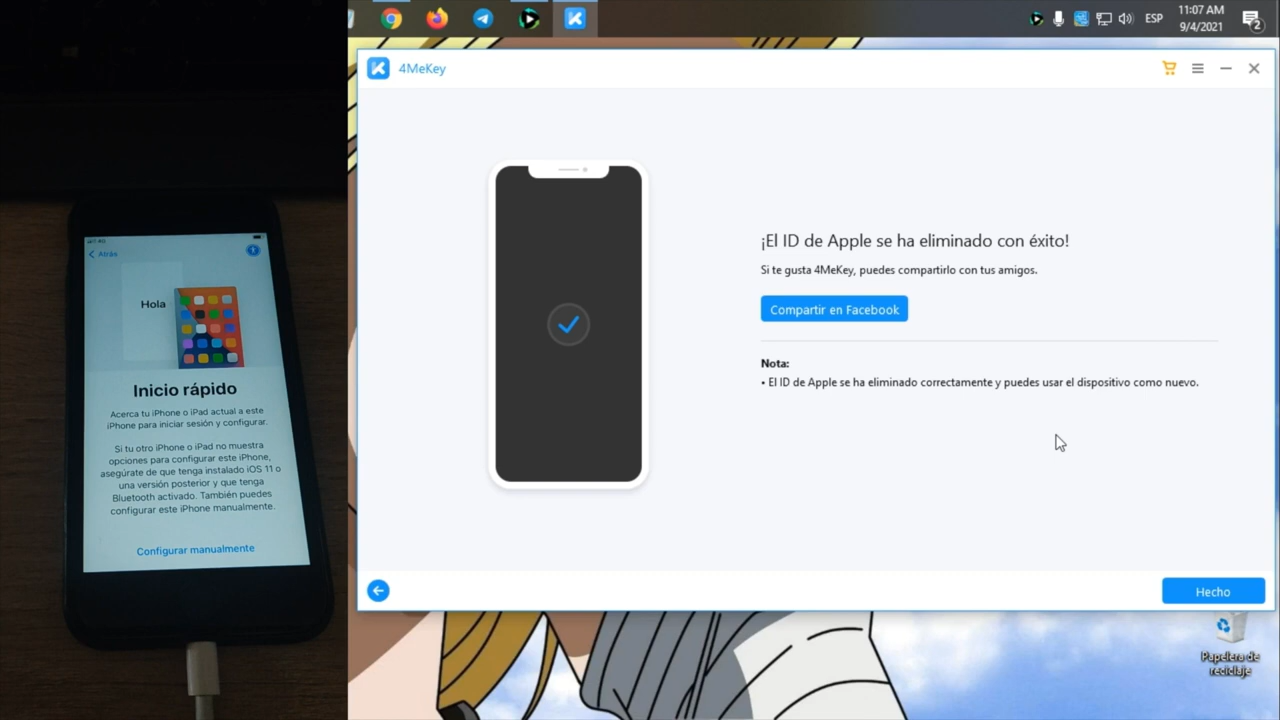 Atrás
Hola
Inicio rápido
Acerca tu iPhone o iPad actual a este
iPhone para iniciar sesión y configurar.
Si tu otro iPhone o iPad no muestra
opciones para configurar este iPhone,
asegúrate de que tenga instalado iOS 11 o
una versión posterior y que tenga
Bluetooth activado. También puedes
configurar este iPhone manualmente.
Configurar manualmente
ESP
11:07 AM
9/4/2021
2
4MeKey
¡El ID de Apple se ha eliminado con éxito!
Si te gusta 4MeKey, puedes compartirlo con tus amigos.
Compartir en Facebook
Nota:
• El ID de Apple se ha eliminado correctamente y puedes usar el dispositivo como nuevo.
Hecho
Papelera de
reciclaje